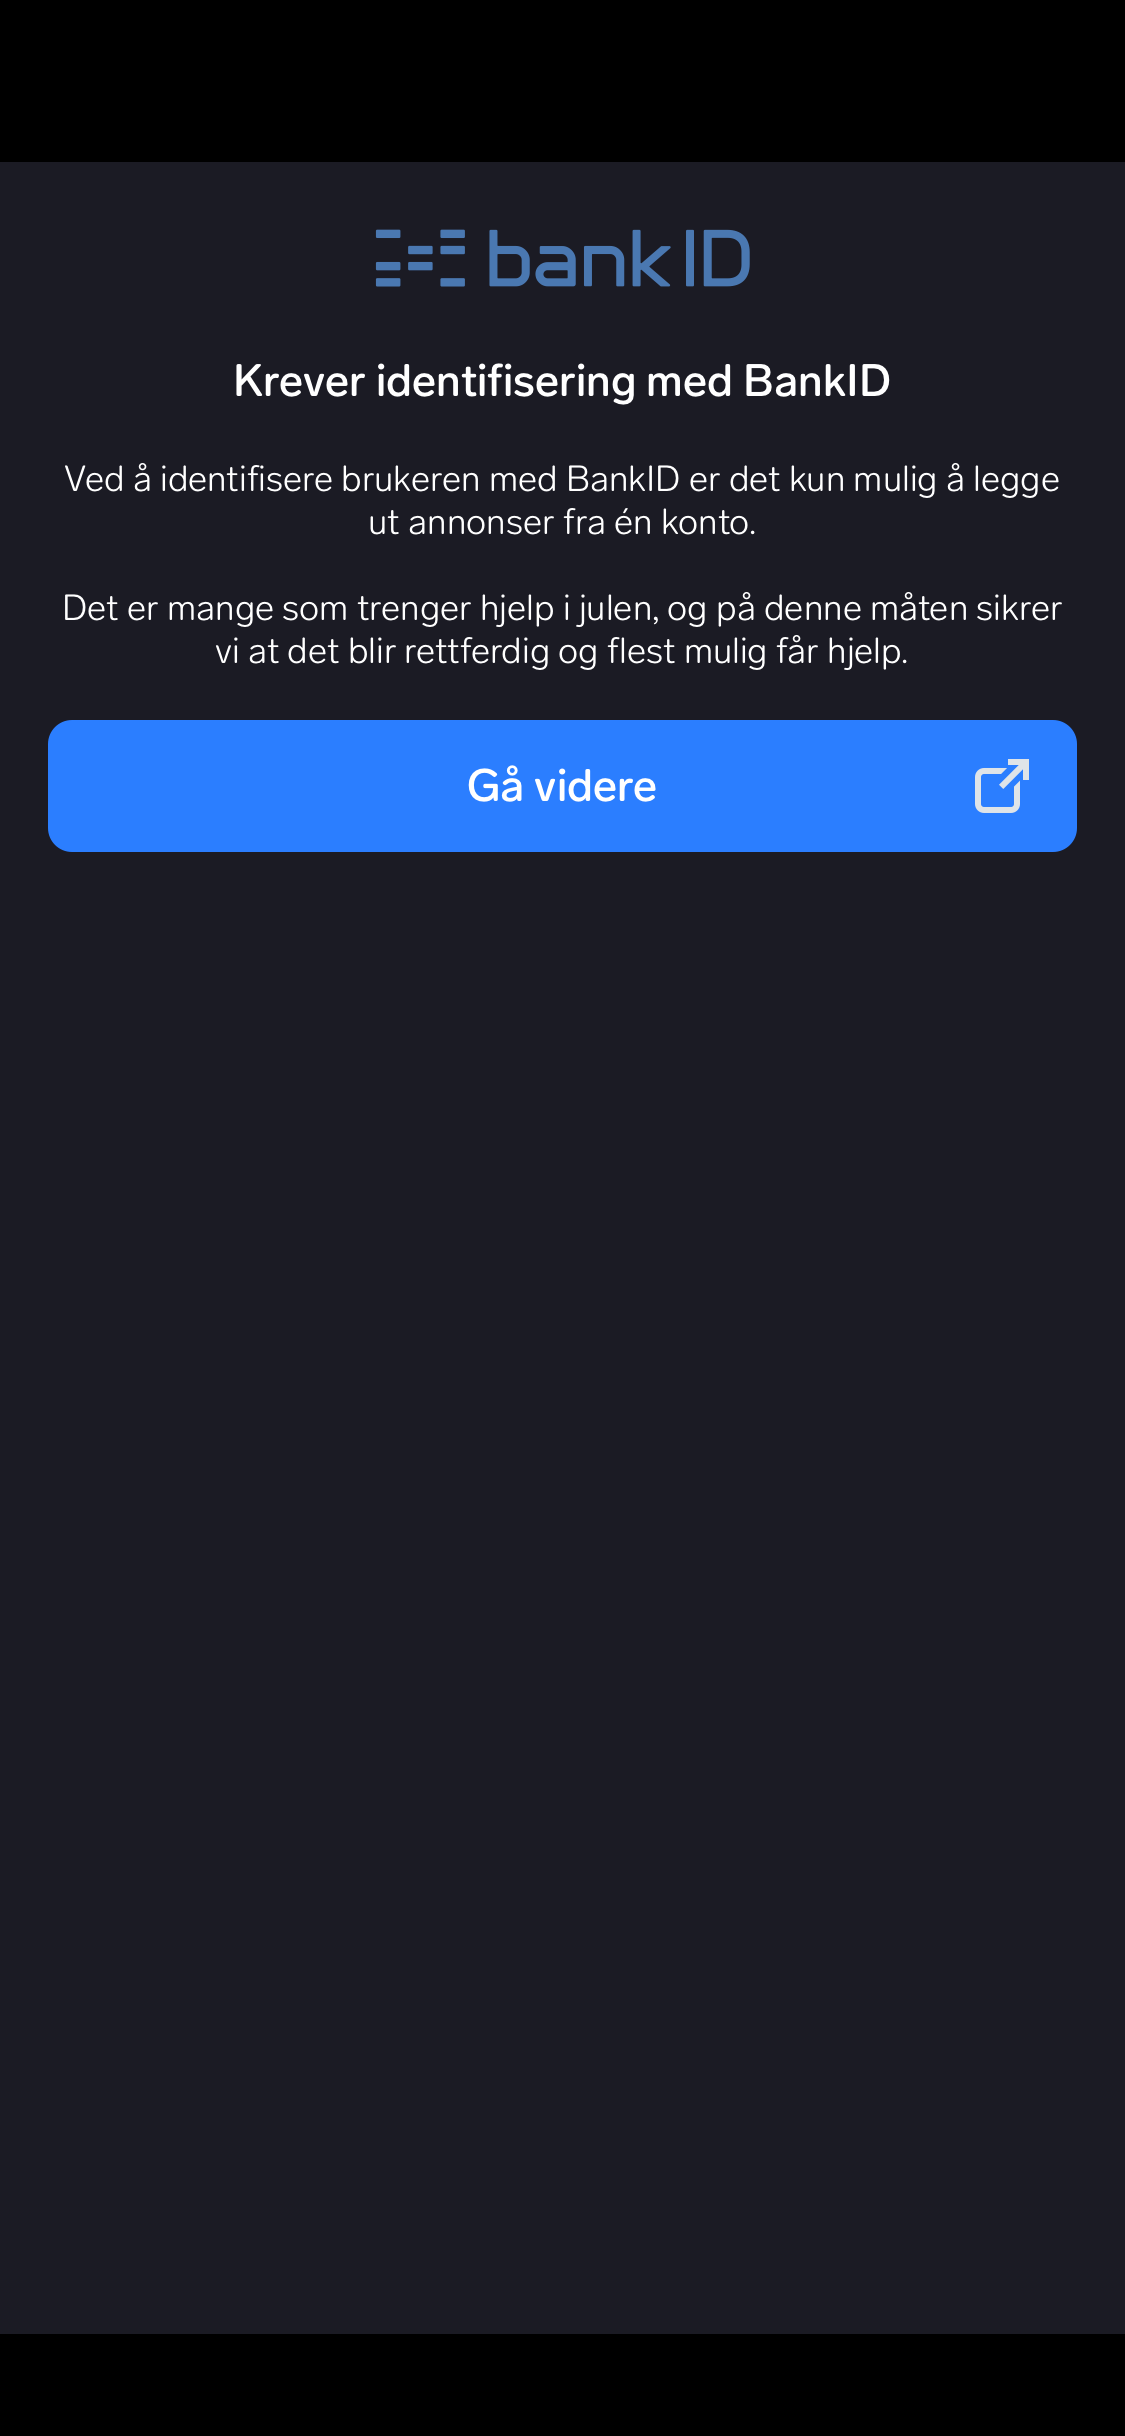 bankID
Krever identifisering med BankID
Ved å identifisere brukeren med BankID er det kun mulig å legge
ut annonser fra én konto.
Det er mange som trenger hjelp i julen, og på denne måten sikrer
vi at det blir rettferdig og flest mulig får hjelp.
Gå videre